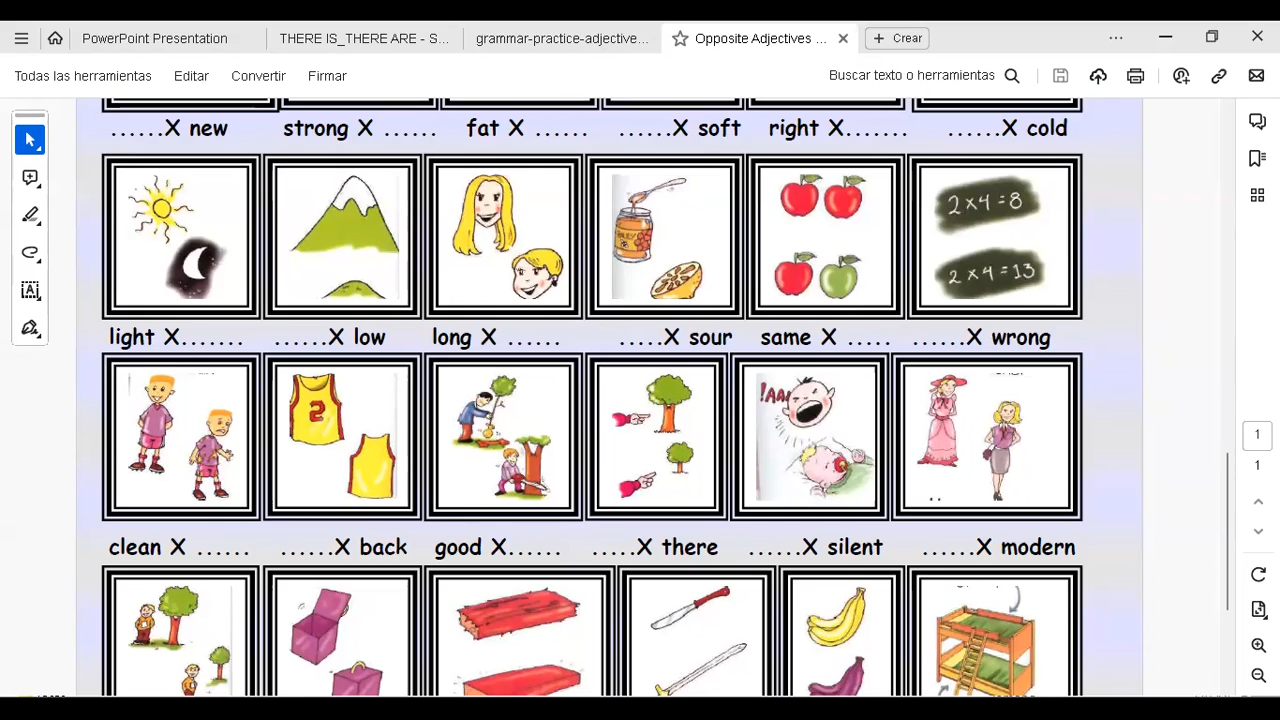 PowerPoint Presentation
THERE IS_THERE ARE - S...
grammar-practice-adjective...
Opposite Adjectives ...
Crear
Todas las herramientas
Editar
Convertir
Firmar
Buscar texto o herramientas
......X new
strong X ......
fat X ......
......X soft
right X.......
......X cold
2x4=8
2x4=13
light X.......
......X low
long X ......
.....X sour
same X .....
......X wrong
2
!AA
clean X ......
......X back
good X......
.....X there
......X silent
......X modern
1
1